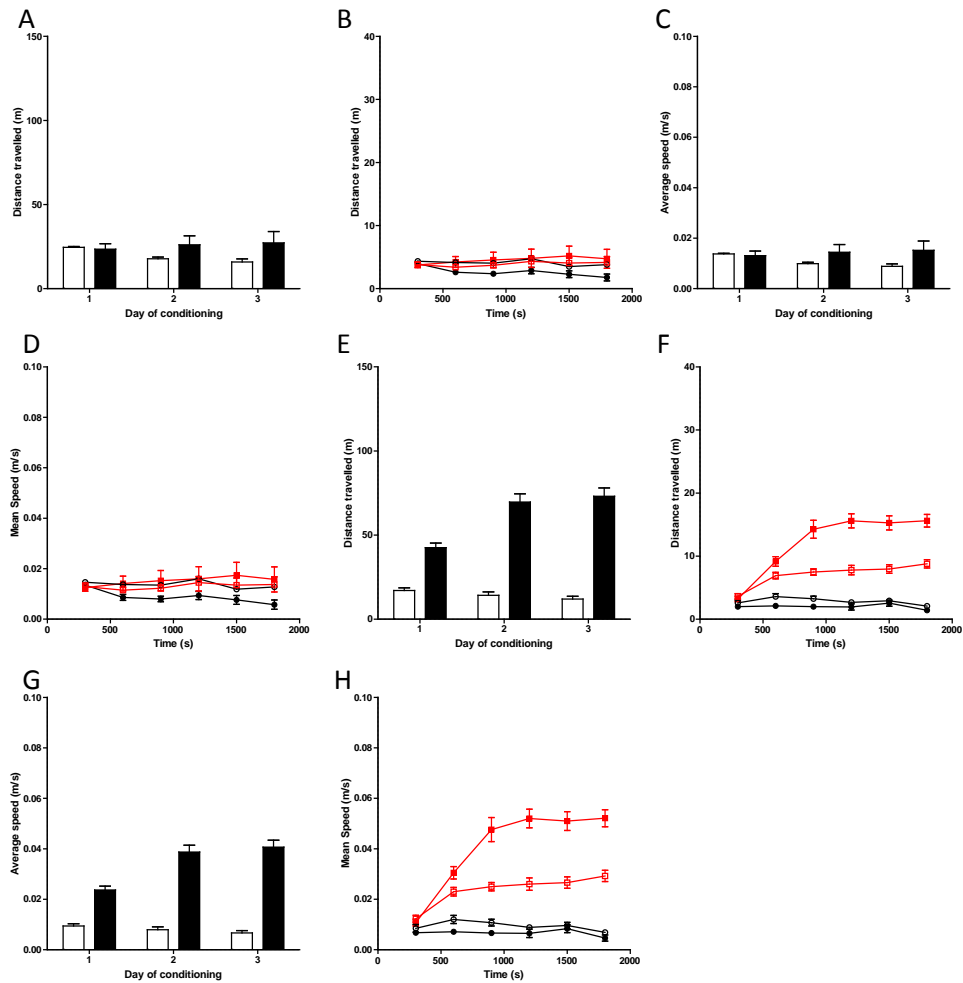 A
150
100
50
0
Distance travelled (m)
1 2 3
Day of conditioning
B
40
30
20
10
0
Distance travelled (m)
0 500 1000 1500 2000
Time (s)
C
0.10
0.08
0.06
0.04
0.02
0.00
Average speed (m/s)
1 2 3
Day of conditioning
D
0.10
0.08
0.06
0.04
0.02
0.00
Mean Speed (m/s)
0 500 1000 1500 2000
Time (s)
E
150
100
50
0
Distance travelled (m)
1 2 3
Day of conditioning
F
40
30
20
10
0
Distance travelled (m)
0 500 1000 1500 2000
Time (s)
G
0.10
0.08
0.06
0.04
0.02
0.00
Average speed (m/s)
1 2 3
Day of conditioning
H
0.10
0.08
0.06
0.04
0.02
0.00
Mean Speed (m/s)
0 500 1000 1500 2000
Time (s)